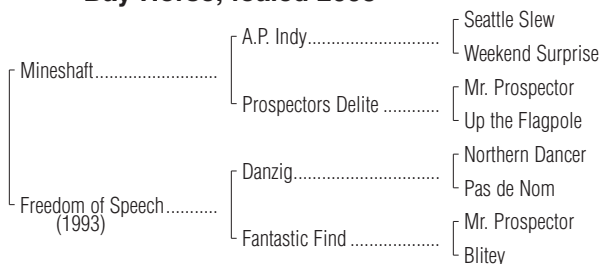 Bay Horse, foaled
Seattle Slew
A.P. Indy............................
Weekend Surprise
Mineshaft..........................
Mr. Prospector
Prospectors Delite ............
Up the Flagpole
Northern Dancer
Danzig...............................
Pas de Nom
Freedom of Speech...........
(1993)
Mr. Prospector
Fantastic Find ...................
Blitey